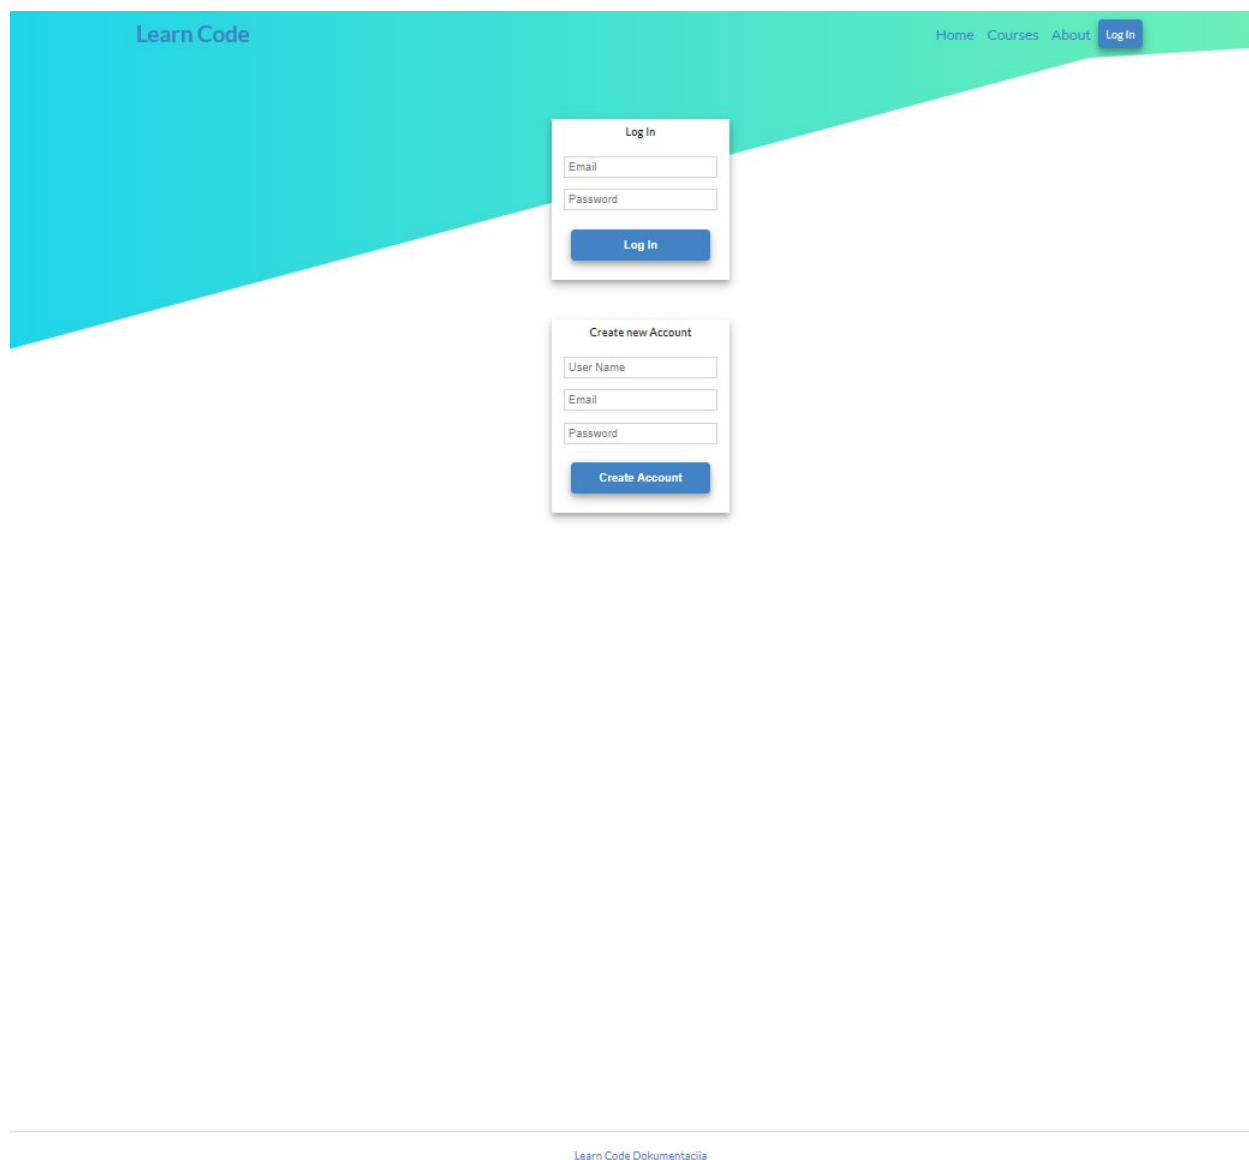 Learn Code
Home Courses About Log In
Log In
Email
Password
Log In
Create new Account
User Name
Email
Password
Create Account
Learn Code Dokumentacija